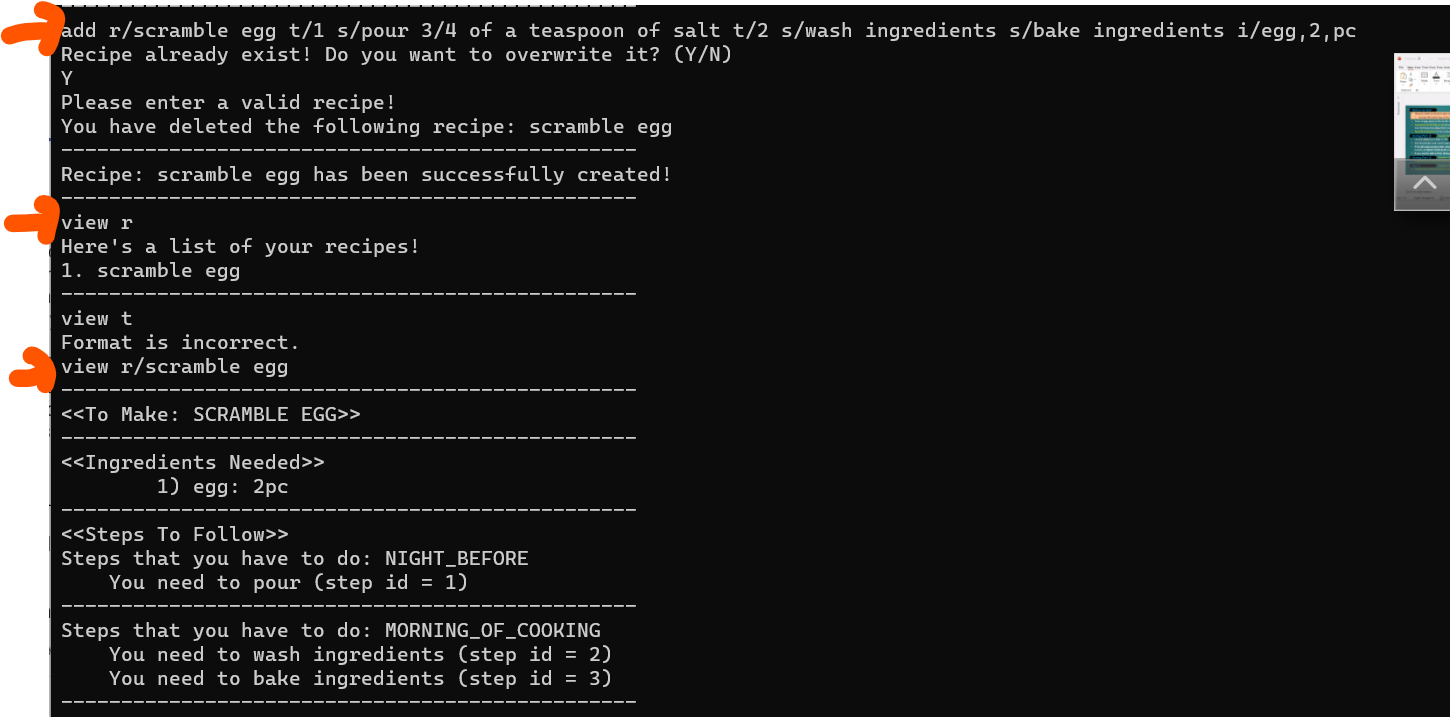 add r/scramble egg t/1 s/pour 3/4 of a teaspoon of salt t/2 s/wash ingredients s/bake ingredients i/egg,2,pc
Recipe already exist! Do you want to overwrite it? (Y/N)
Y
Please enter a valid recipe!
You have deleted the following recipe: scramble egg
------------------------------------------------
Recipe: scramble egg has been successfully created!
------------------------------------------------
view r
Here's a list of your recipes!
1. scramble egg
------------------------------------------------
view t
Format is incorrect.
view r/scramble egg
------------------------------------------------
<<To Make: SCRAMBLE EGG>>
------------------------------------------------
<<Ingredients Needed>>
        1) egg: 2pc
------------------------------------------------
<<Steps To Follow>>
Steps that you have to do: NIGHT_BEFORE
    You need to pour (step id = 1)
------------------------------------------------
Steps that you have to do: MORNING_OF_COOKING
    You need to wash ingredients (step id = 2)
    You need to bake ingredients (step id = 3)
------------------------------------------------